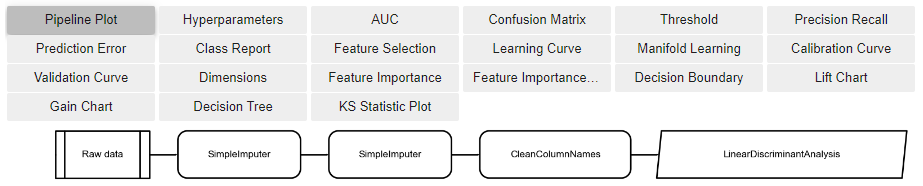 Pipeline Plot Hyperparameters AUC Confusion Matrix Threshold Precision Recall
Prediction Error Class Report Feature Selection Learning Curve Manifold Learning Calibration Curve
Validation Curve Dimensions Feature Importance Feature Importance... Decision Boundary Lift Chart
Gain Chart Decision Tree KS Statistic Plot
Raw data SimpleImputer SimpleImputer CleanColumnNames LinearDiscriminantAnalysis